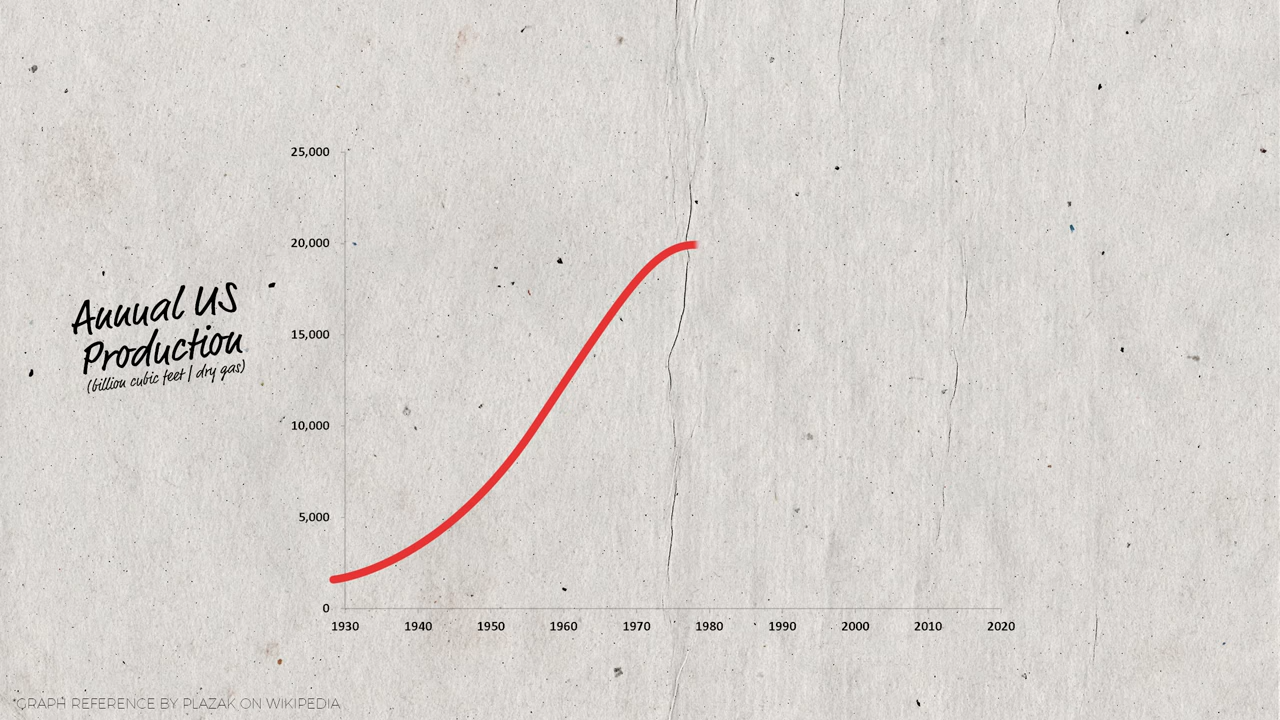 25,000
20,000
Annual US
Production
(billion cubic feet | dry gas)
15,000
10,000
5,000
0
1930 1940 1950 1960 1970 1980 1990 2000 2010 2020
GRAPH REFERENCE BY PLAZAK ON WIKIPEDIA